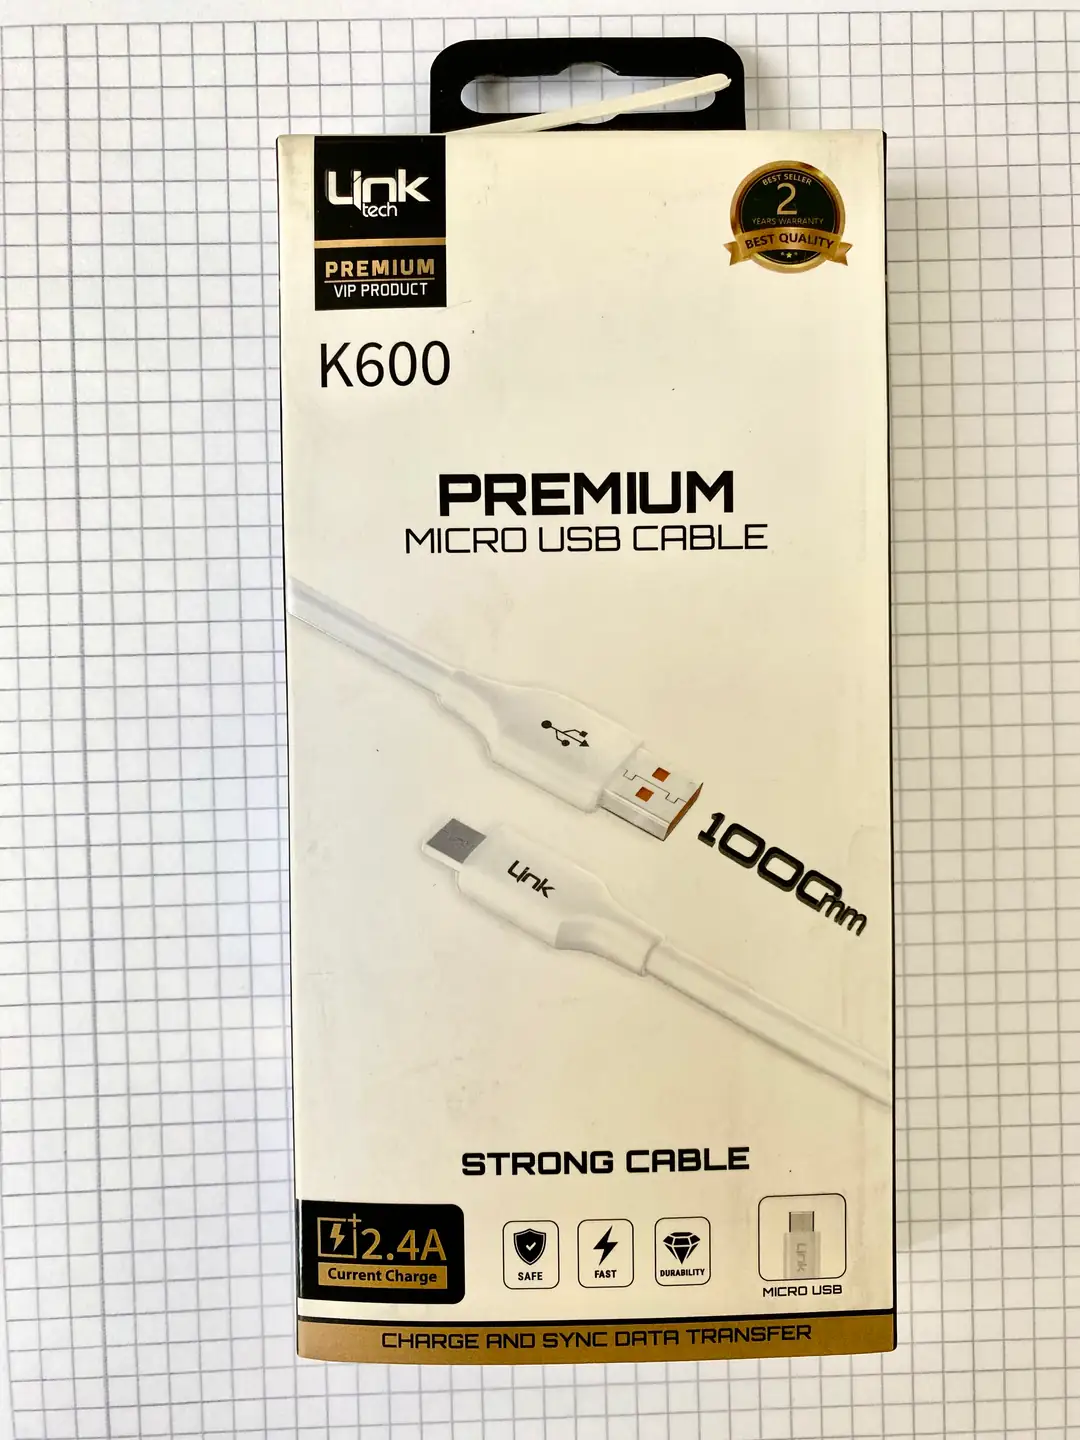 Link
tech
PREMIUM
VIP PRODUCT
BEST SELLER
2
YEARS WARRANTY
BEST QUALITY
K600
PREMIUM
MICRO USB CABLE
1000mm
Link
STRONG CABLE
2.4A
Current Charge
SAFE
FAST
DURABILITY
Link
MICRO USB
CHARGE AND SYNC DATA TRANSFER